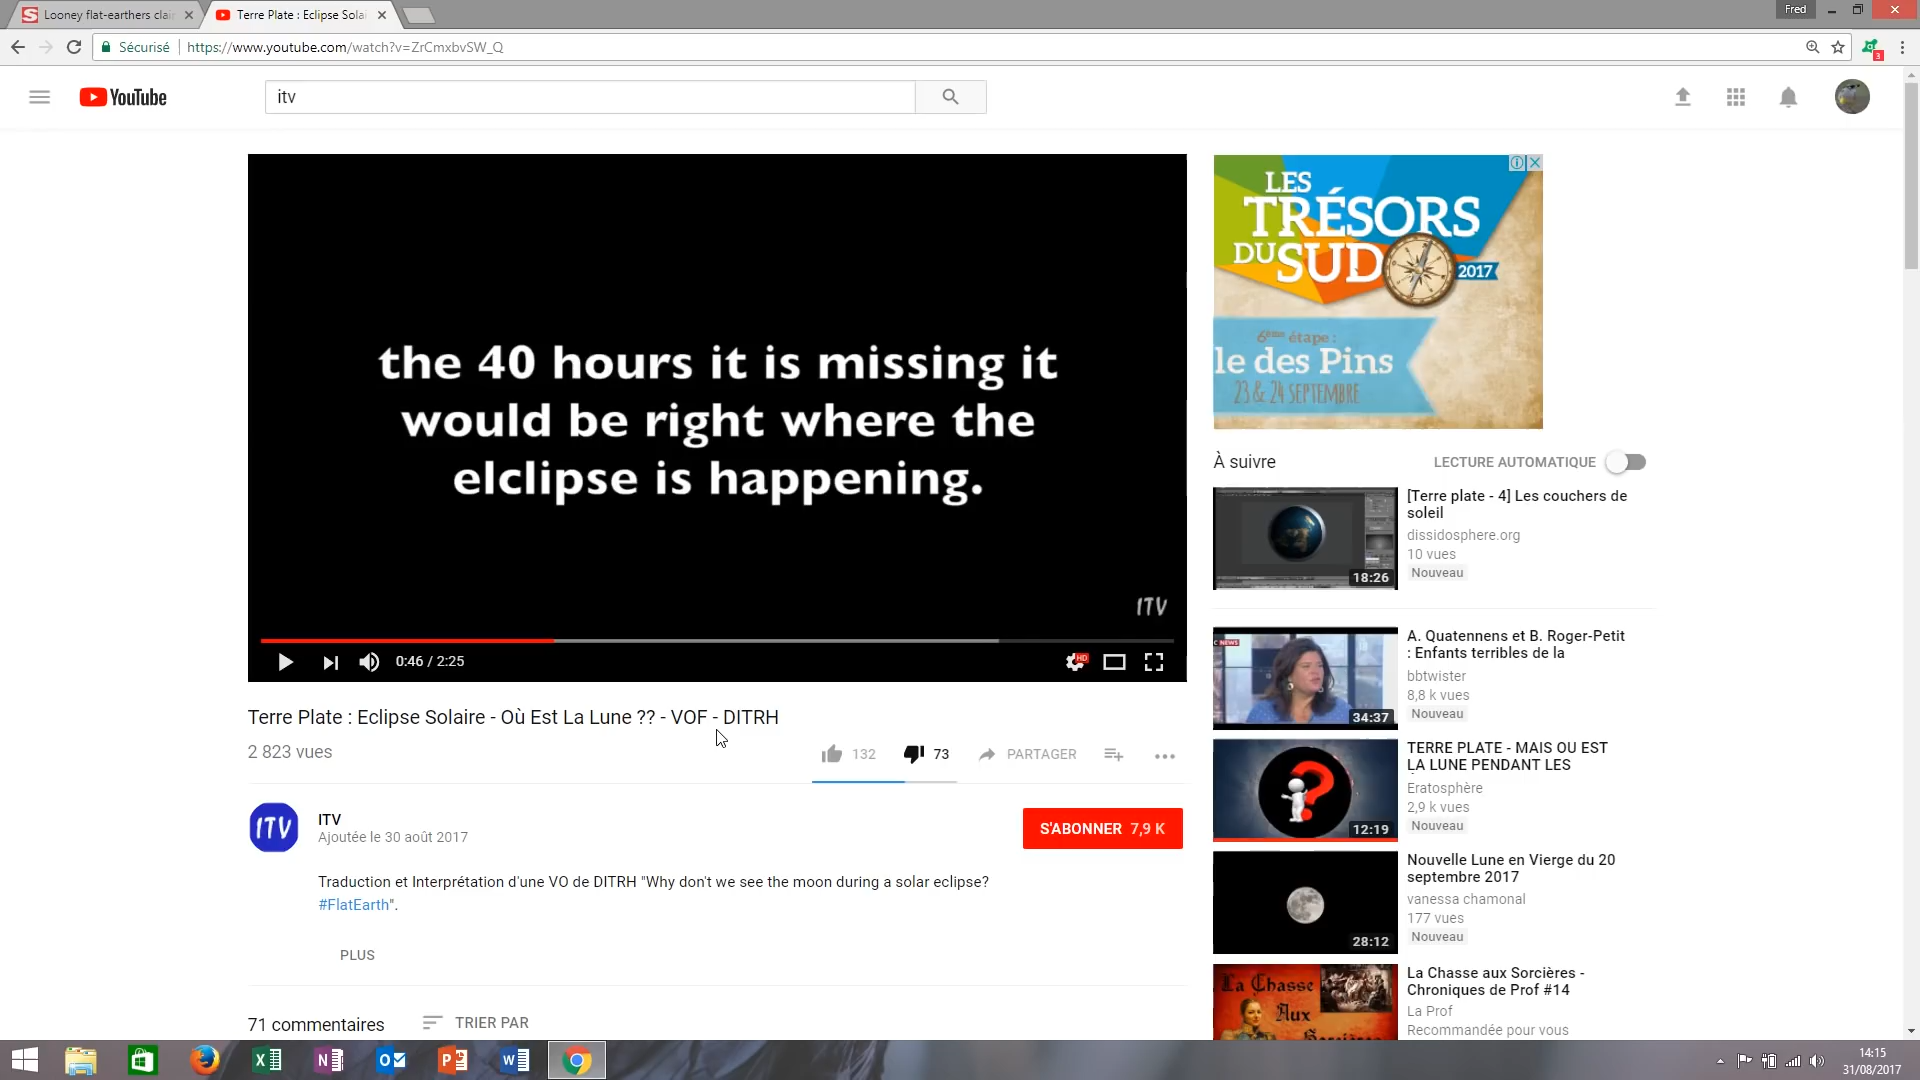 Looney flat-earthers clai
Terre Plate : Eclipse Sola
Fred
Sécurisé
https://www.youtube.com/watch?v=ZrCmxbvSW_Q
3
YouTube
itv
the 40 hours it is missing it
would be right where the
elclipse is happening.
ITV
0:46 / 2:25
HD
Terre Plate : Eclipse Solaire - Où Est La Lune ?? - VOF - DITRH
2 823 vues
132
73
PARTAGER
ITV
ITV
Ajoutée le 30 août 2017
S'ABONNER 7,9 K
Traduction et Interprétation d'une VO de DITRH "Why don't we see the moon during a solar eclipse?
#FlatEarth".
PLUS
71 commentaires
TRIER PAR
LES
TRÉSORS
DU SUD
2017
6ème étape :
le des Pins
23 & 24 SEPTEMBRE
À suivre
LECTURE AUTOMATIQUE
18:26
[Terre plate - 4] Les couchers de
soleil
dissidosphere.org
10 vues
Nouveau
C NEWS
34:37
A. Quatennens et B. Roger-Petit
: Enfants terribles de la
bbtwister
8,8 k vues
Nouveau
12:19
TERRE PLATE - MAIS OU EST
LA LUNE PENDANT LES
Eratosphère
2,9 k vues
Nouveau
28:12
Nouvelle Lune en Vierge du 20
septembre 2017
vanessa chamonal
177 vues
Nouveau
La Chasse
Aux
Sorcières
La Chasse aux Sorcières -
Chroniques de Prof #14
La Prof
Recommandée pour vous
14:15
31/08/2017